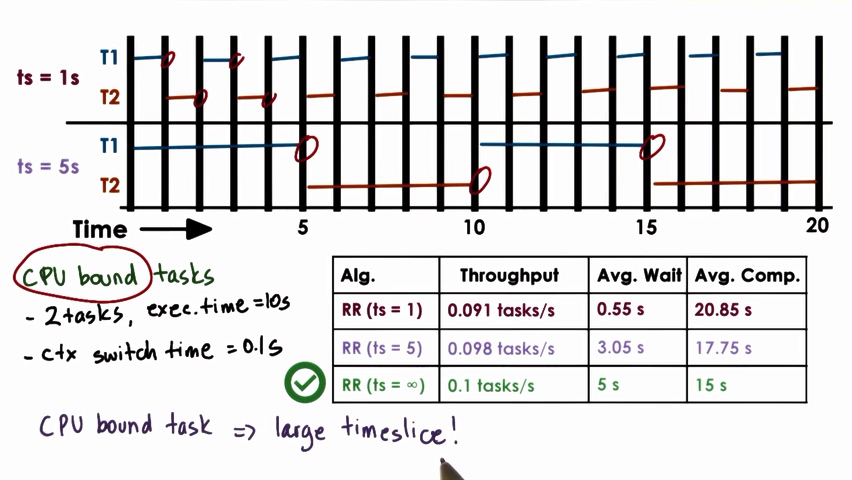 T1
ts = 1s
T2
T1
ts = 5s
T2
Time 5 10 15 20
CPU bound tasks
- 2 tasks, exec. time = 10s
- ctx switch time = 0.1s
Alg. Throughput Avg. Wait Avg. Comp.
RR (ts = 1) 0.091 tasks/s 0.55 s 20.85 s
RR (ts = 5) 0.098 tasks/s 3.05 s 17.75 s
RR (ts = ∞) 0.1 tasks/s 5 s 15 s
CPU bound task => large timeslice!